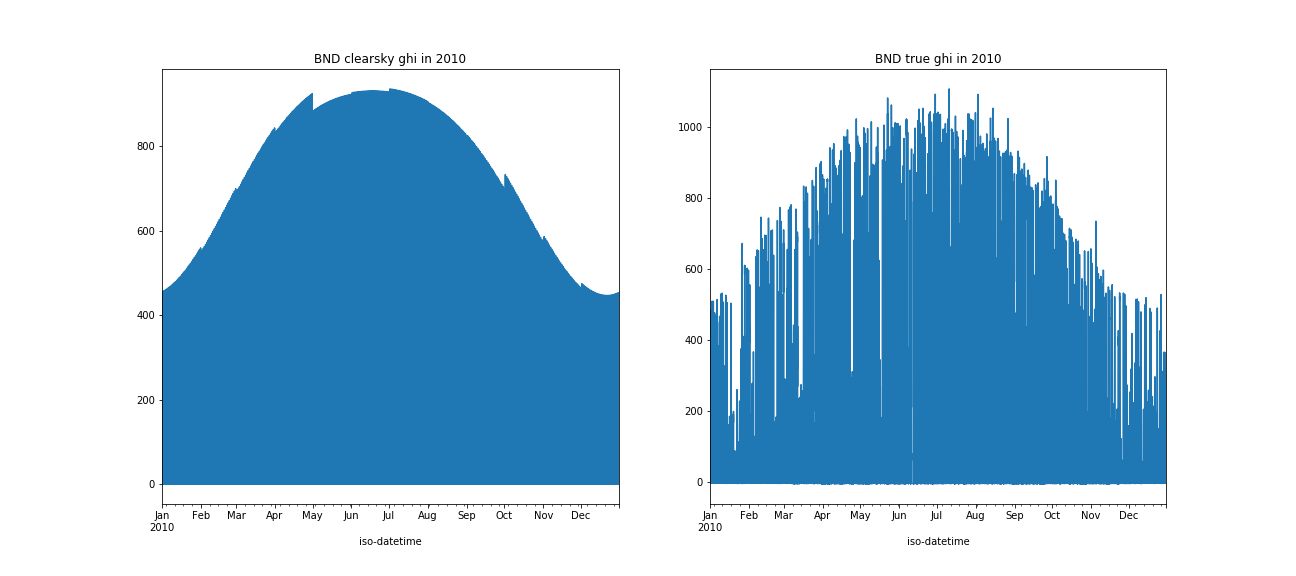 BND clearsky ghi in 2010
800
600
400
200
0
Jan Feb Mar Apr May Jun Jul Aug Sep Oct Nov Dec
2010
iso-datetime
BND true ghi in 2010
1000
800
600
400
200
0
Jan Feb Mar Apr May Jun Jul Aug Sep Oct Nov Dec
2010
iso-datetime